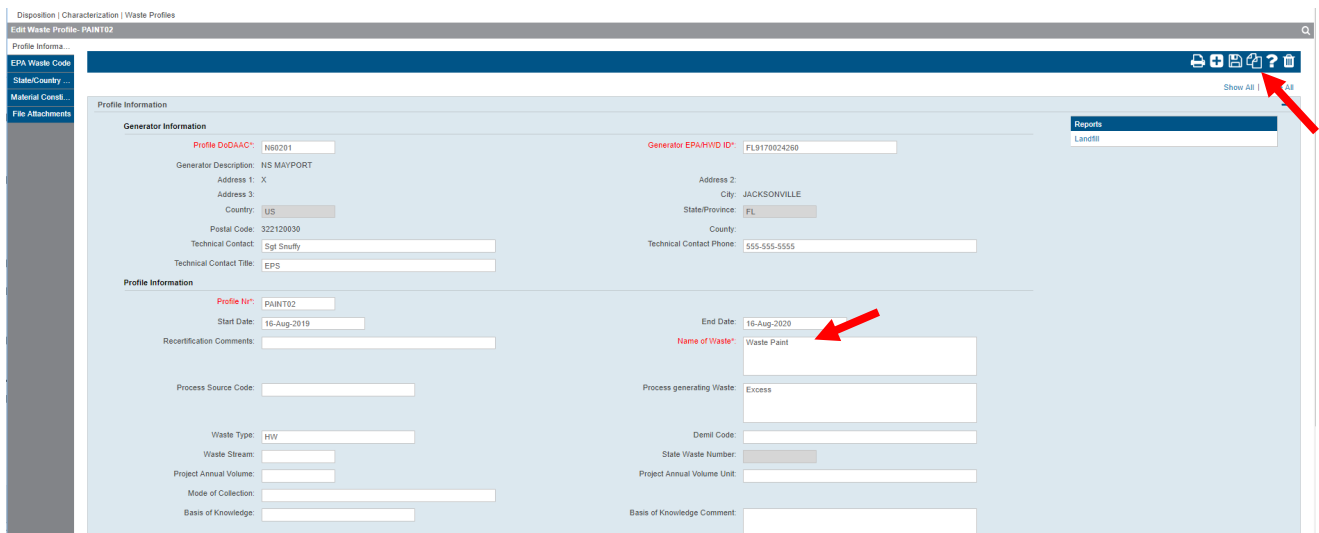 Disposition | Characterization | Waste Profiles
Edit Waste Profile- PAINT02
Profile Informa...
EPA Waste Code
State/Country ...
Material Consti...
File Attachments
Show All | All
Profile Information
Reports
Landfill
Generator Information
Profile DoDAAC*: N60201 Generator EPA/HWD ID*: FL9170024260
Generator Description: NS MAYPORT
Address 1: X Address 2:
Address 3: City: JACKSONVILLE
Country: US State/Province: FL
Postal Code: 322120030 County:
Technical Contact: Sgt Snuffy Technical Contact Phone: 555-555-5555
Technical Contact Title: EPS
Profile Information
Profile Nr*: PAINT02
Start Date: 16-Aug-2019 End Date: 16-Aug-2020
Recertification Comments: Name of Waste*: Waste Paint
Process Source Code: Process generating Waste: Excess
Waste Type: HW Demil Code:
Waste Stream: State Waste Number:
Project Annual Volume: Project Annual Volume Unit:
Mode of Collection:
Basis of Knowledge: Basis of Knowledge Comment: